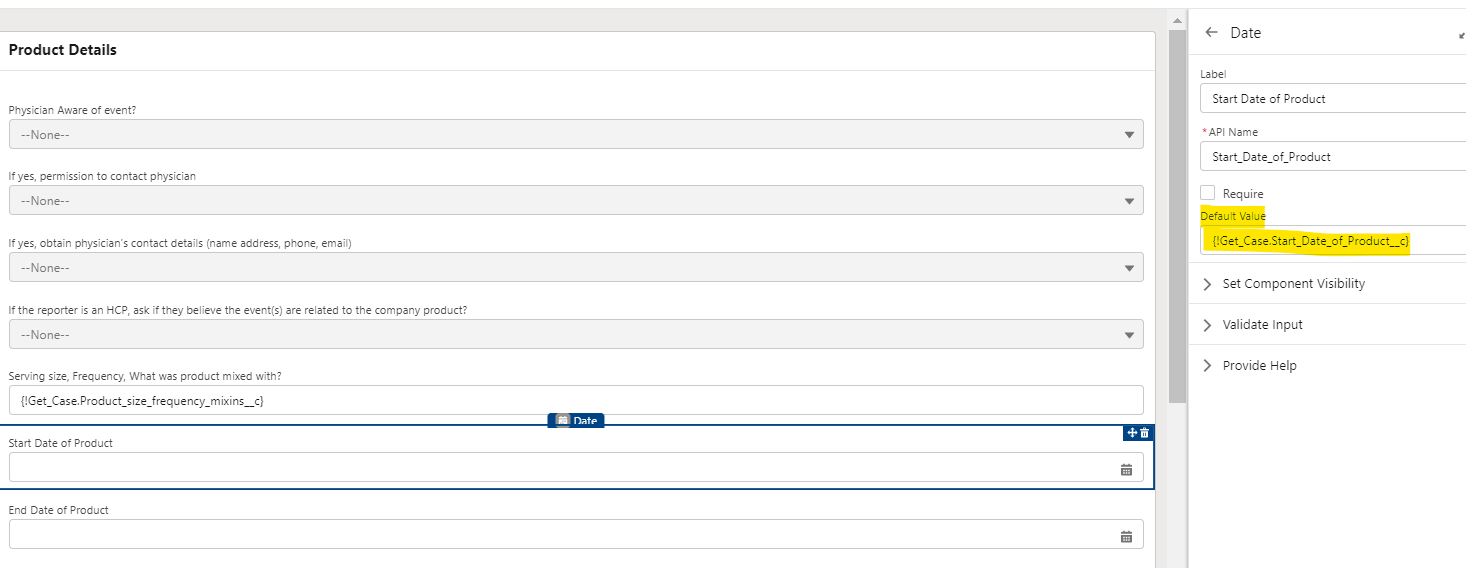 Product Details
Physician Aware of event?
--None--
If yes, permission to contact physician
--None--
If yes, obtain physician's contact details (name address, phone, email)
--None--
If the reporter is an HCP, ask if they believe the event(s) are related to the company product?
--None--
Serving size, Frequency, What was product mixed with?
{!Get_Case.Product_size_frequency_mixins__c}
Date
Start Date of Product
End Date of Product
Date
Label
Start Date of Product
*API Name
Start_Date_of_Product
Require
Default Value
{!Get_Case.Start_Date_of_Product__c}
Set Component Visibility
Validate Input
Provide Help